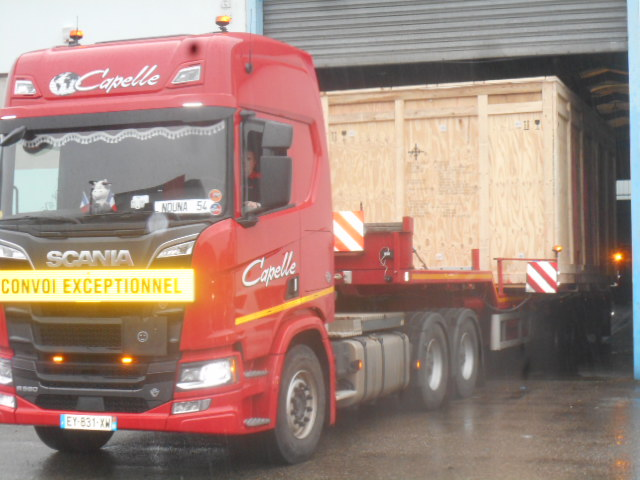 Capelle
NOUNA 54
SCANIA
Capelle
CONVOI EXCEPTIONNEL
EY-831-XW